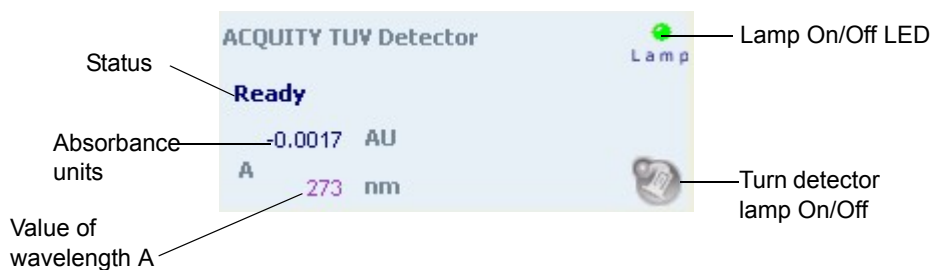 ACQUITY TUV Detector
Lamp On/Off LED
Lamp
Status
Ready
Absorbance
units
-0.0017 AU
A
273 nm
Turn detector
lamp On/Off
Value of
wavelength A